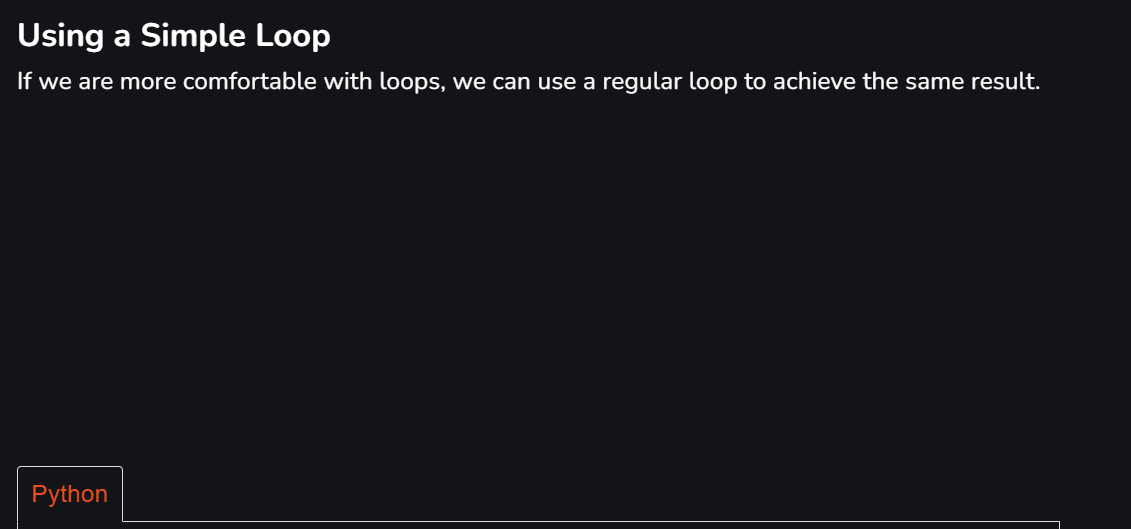 Using a Simple Loop
If we are more comfortable with loops, we can use a regular loop to achieve the same result.
Python